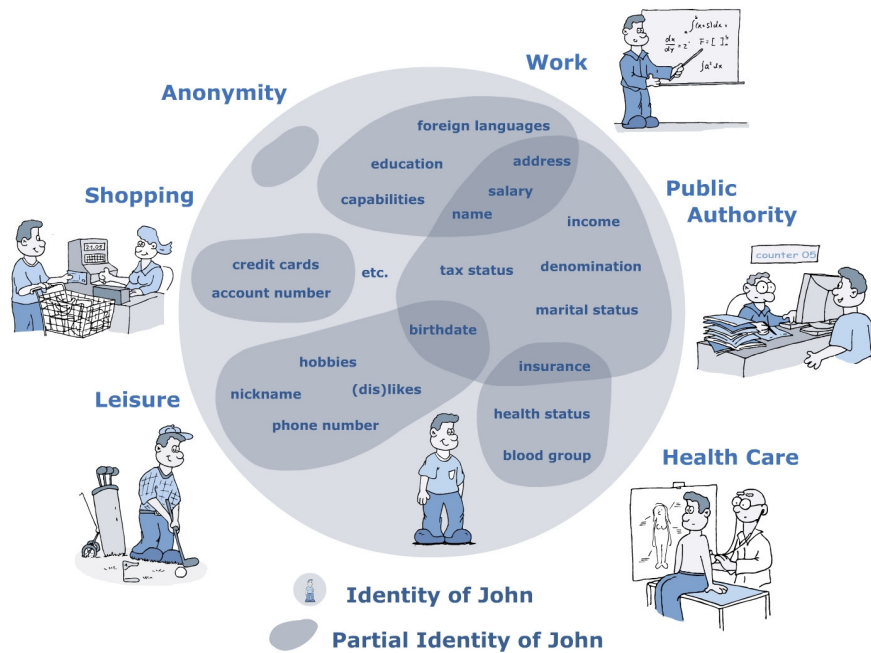 Work
Anonymity
foreign languages
education
address
capabilities
salary
name
Shopping
Public
Authority
income
credit cards
etc.
tax status
denomination
account number
counter 05
marital status
birthdate
hobbies
insurance
Leisure
nickname
(dis)likes
health status
phone number
blood group
Health Care
Identity of John
Partial Identity of John